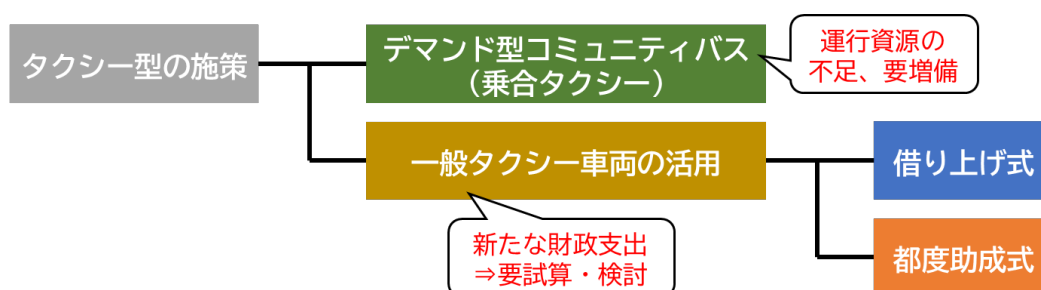 タクシー型の施策
デマンド型コミュニティバス
（乗合タクシー）
運行資源の
不足、要増備
一般タクシー車両の活用
新たな財政支出
⇒要試算・検討
借り上げ式
都度助成式